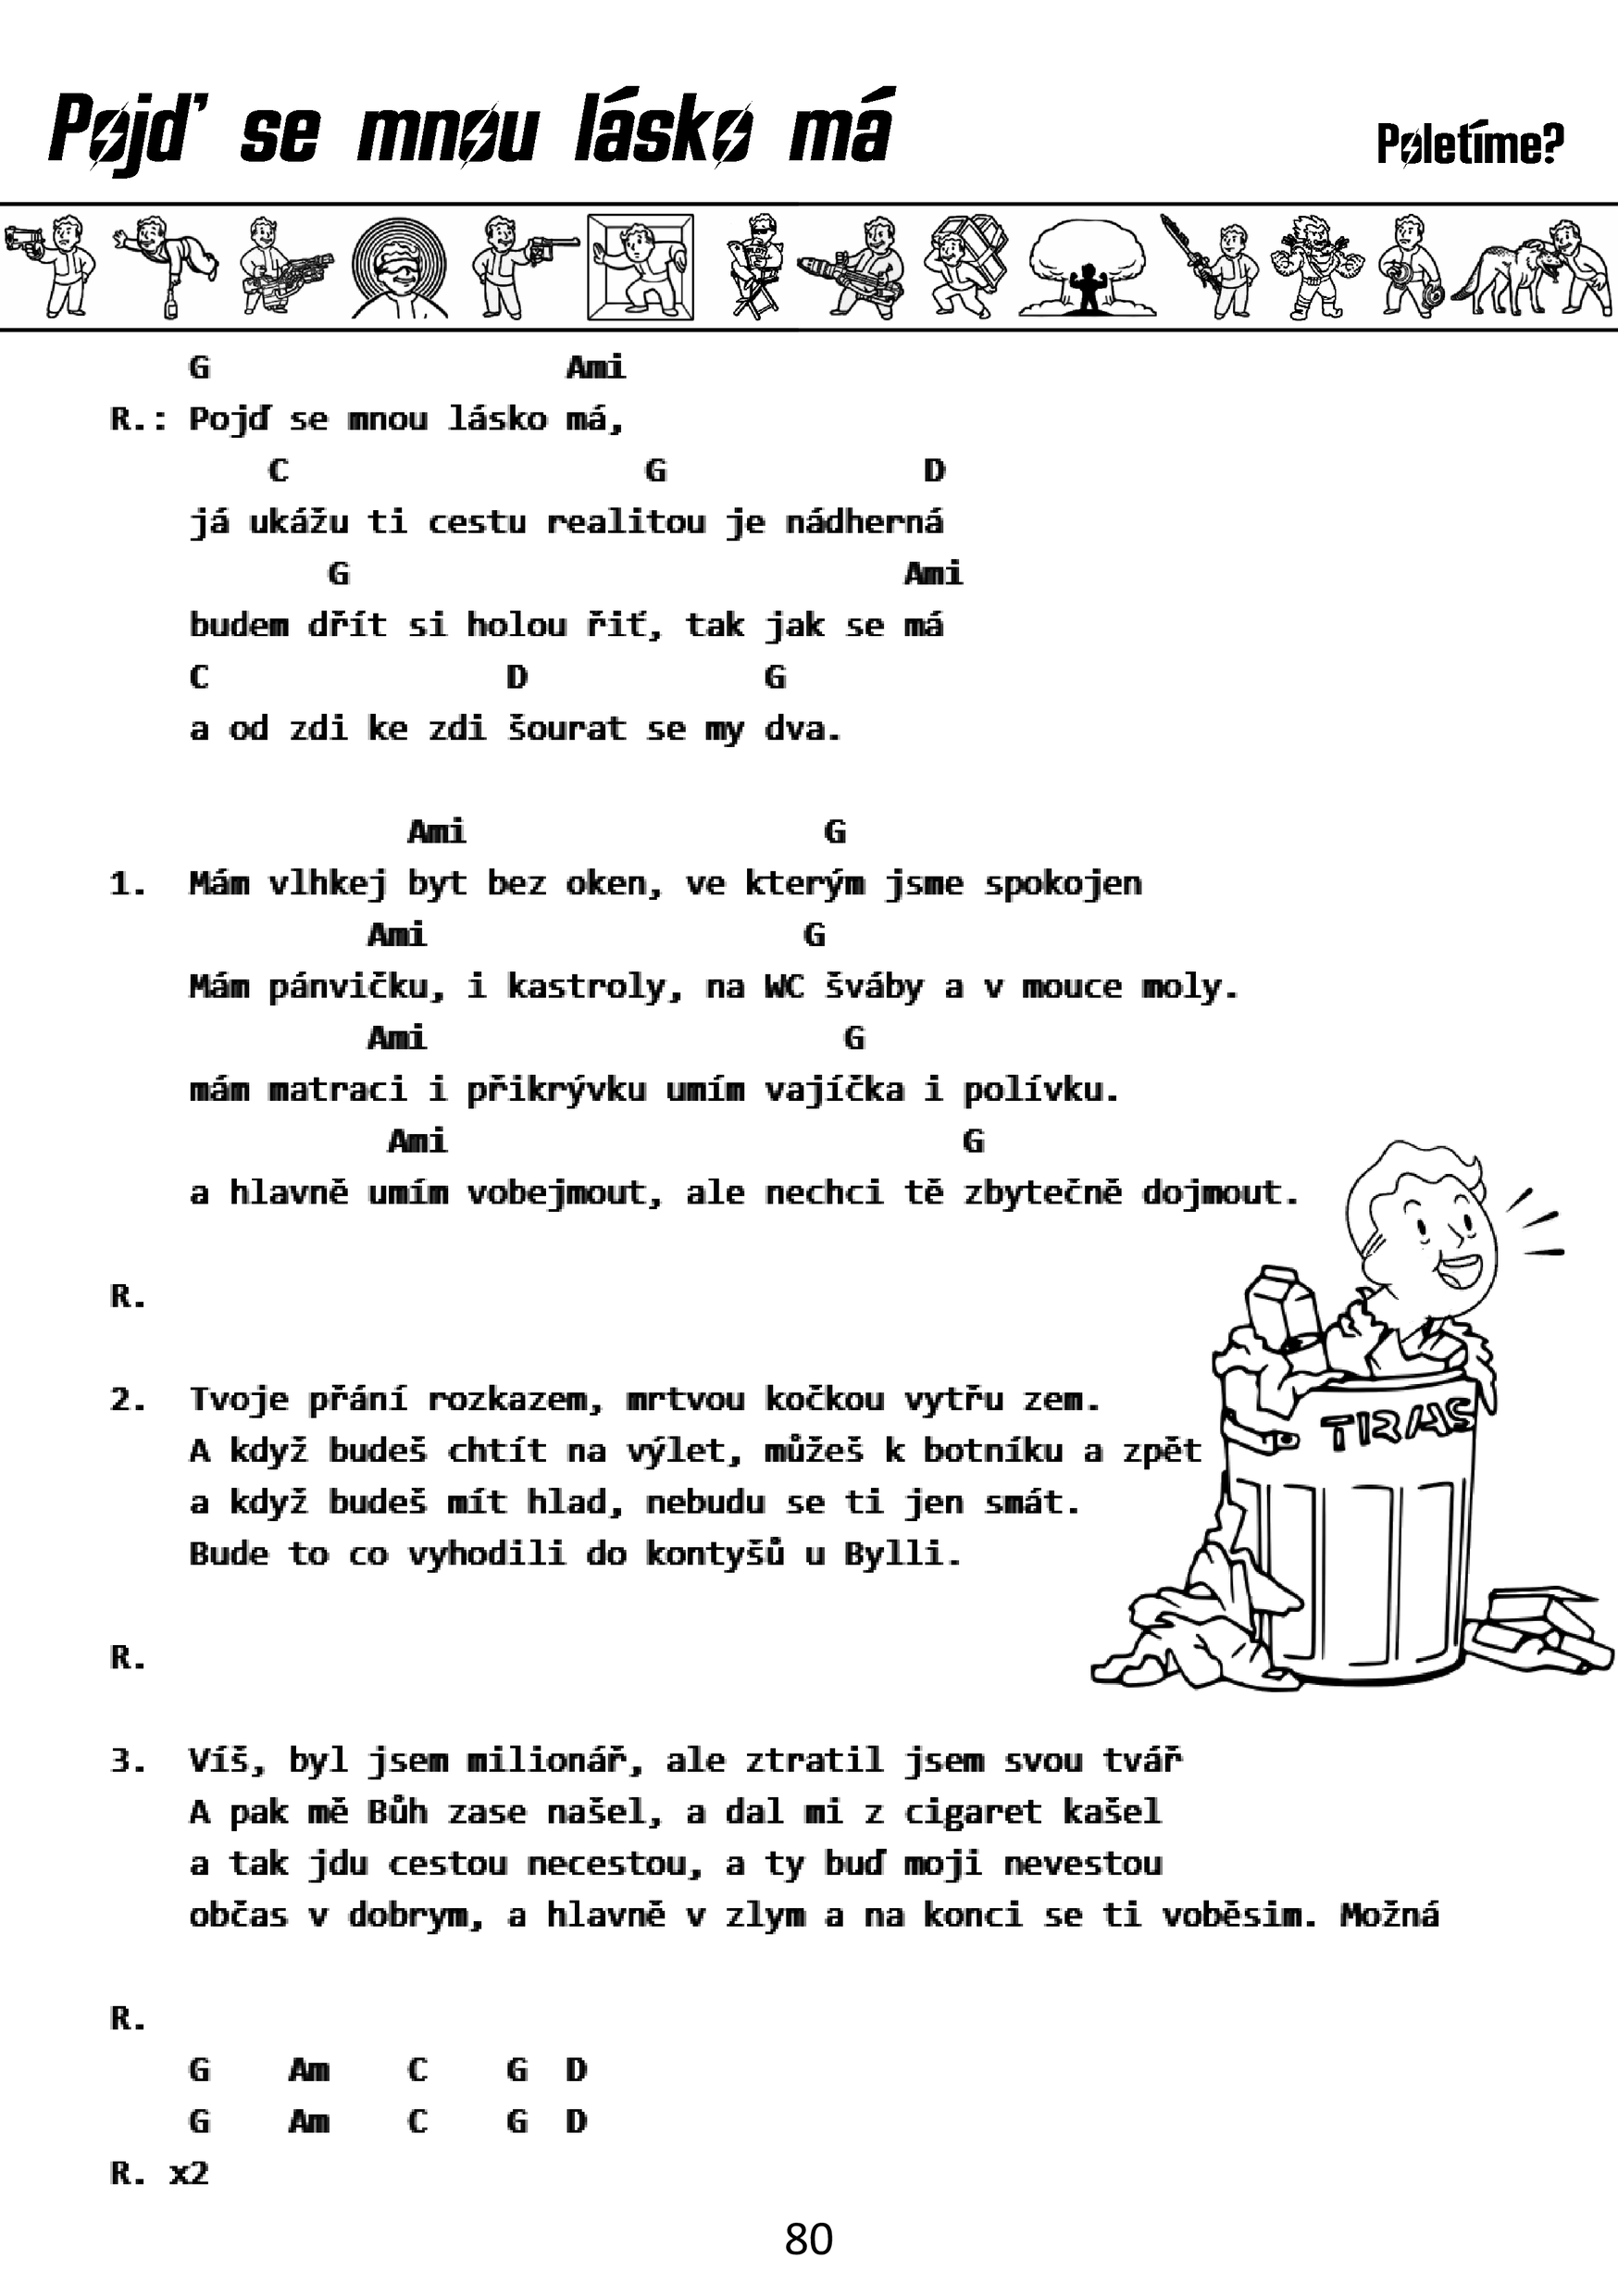 Pojď se mnou lásko má
Poletíme?
G Ami
R.: Pojď se mnou lásko má,
C G D
já ukážu ti cestu realitou je nádherná
G Ami
budem dřít si holou řiť, tak jak se má
C D G
a od zdi ke zdi šourat se my dva.
Ami G
1. Mám vlhkej byt bez oken, ve kterým jsme spokojen
Ami G
Mám pánvičku, i kastroly, na WC šváby a v mouce moly.
Ami G
mám matraci i přikrývku umím vajíčka i polívku.
Ami G
a hlavně umím vobejmout, ale nechci tě zbytečně dojmout.
R.
2. Tvoje přání rozkazem, mrtvou kočkou vytřu zem.
A když budeš chtít na výlet, můžeš k botníku a zpět
a když budeš mít hlad, nebudu se ti jen smát.
Bude to co vyhodili do kontyšů u Bylli.
TRAS
R.
3. Víš, byl jsem milionář, ale ztratil jsem svou tvář
A pak mě Bůh zase našel, a dal mi z cigaret kašel
a tak jdu cestou necestou, a ty buď moji nevestou
občas v dobrym, a hlavně v zlym a na konci se ti voběsim. Možná
R.
G Am C G D
G Am C G D
R. x2
80